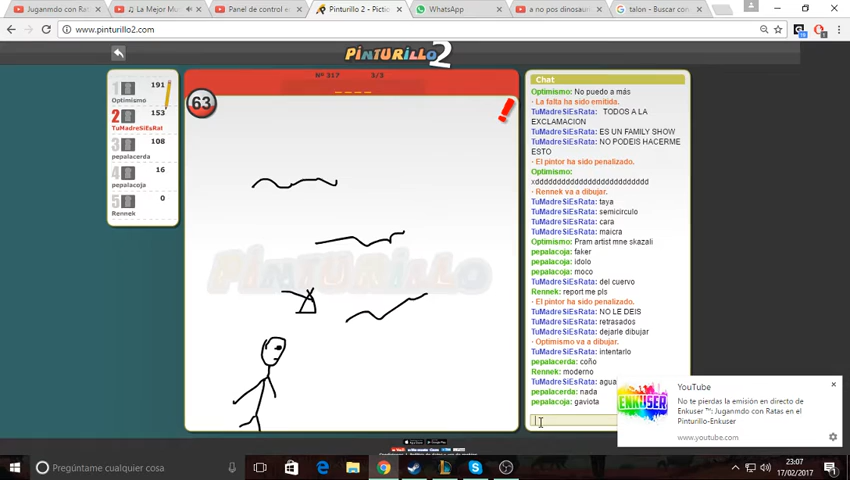 Juganmdo con Rat
La Mejor Mu
Panel de control e
Pinturillo 2 - Pictic
WhatsApp
a no pos dinosaurio
talon - Buscar con
www.pinturillo2.com
PINTURILLO 2
Nº 317 3/3
63
1 191
Optimismo
2 153
TuMadreSiEsRat
3 108
pepalacerda
4 16
pepalacoja
5 0
Rennek
PINTURILLO
Chat
Optimismo: No puedo a más
- La falta ha sido emitida.
TuMadreSiEsRata: TODOS A LA
EXCLAMACION
TuMadreSiEsRata: ES UN FAMILY SHOW
TuMadreSiEsRata: NO PODEIS HACERME
ESTO
- El pintor ha sido penalizado.
Optimismo:
- Rennek va a dibujar.
TuMadreSiEsRata: taya
TuMadreSiEsRata: semicirculo
TuMadreSiEsRata: cara
TuMadreSiEsRata: maicra
Optimismo: Pram artist mne skazali
pepalacoja: faker
pepalacoja: idolo
pepalacoja: moco
TuMadreSiEsRata: del cuervo
Rennek: report me pls
- El pintor ha sido penalizado.
TuMadreSiEsRata: NO LE DEIS
TuMadreSiEsRata: retrasados
TuMadreSiEsRata: dejarle dibujar
- Optimismo va a dibujar.
TuMadreSiEsRata: intentarlo
pepalacerda: coño
Rennek: moderno
TuMadreSiEsRata: agua
pepalacerda: nada
pepalacoja: gaviota
YouTube
No te pierdas la emisión en directo de
Enkuser ™: Juganmdo con Ratas en el
Pinturillo-Enkuser
www.youtube.com
ENKUSER
Pregúntame cualquier cosa
23:07
17/02/2017